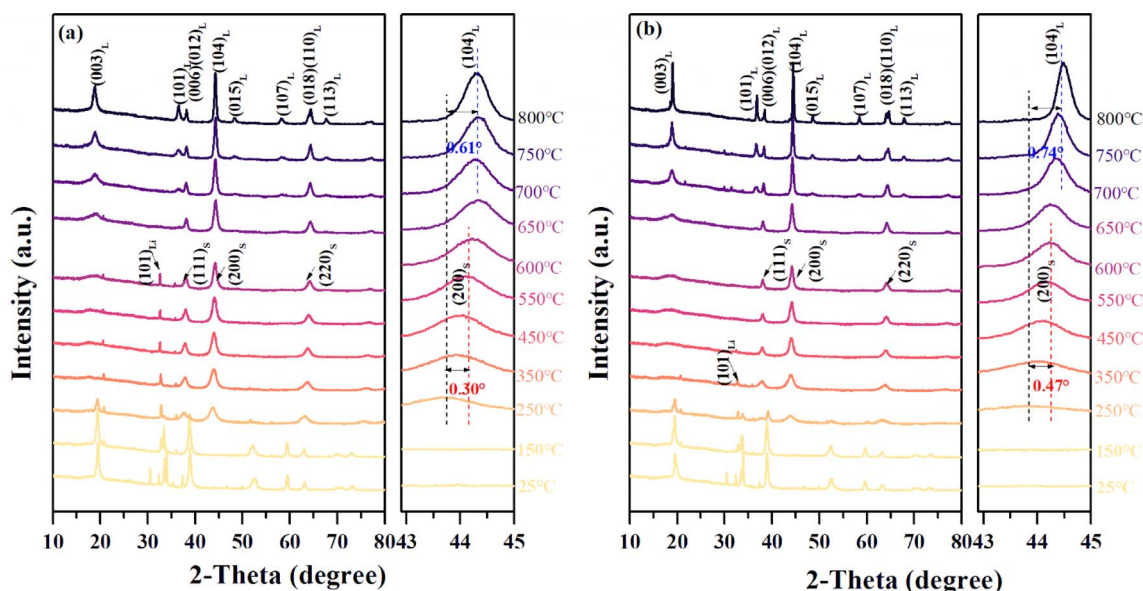 (a)
(003)L
(101)L
(006)(012)L
(104)L
(015)L
(107)L
(018)(110)L
(113)L
(101)Li
(111)S
(200)S
(220)S
Intensity (a.u.)
10 20 30 40 50 60 70 80
2-Theta (degree)
(104)L
0.61°
(200)S
0.30°
43 44 45
800°C
750°C
700°C
650°C
600°C
550°C
450°C
350°C
250°C
150°C
25°C
(b)
(003)L
(101)L
(006)(012)L
(104)L
(015)L
(107)L
(018)(110)L
(113)L
(111)S
(200)S
(220)S
(101)Li
Intensity (a.u.)
10 20 30 40 50 60 70 80
2-Theta (degree)
(104)L
0.74°
(200)S
0.47°
43 44 45
800°C
750°C
700°C
650°C
600°C
550°C
450°C
350°C
250°C
150°C
25°C